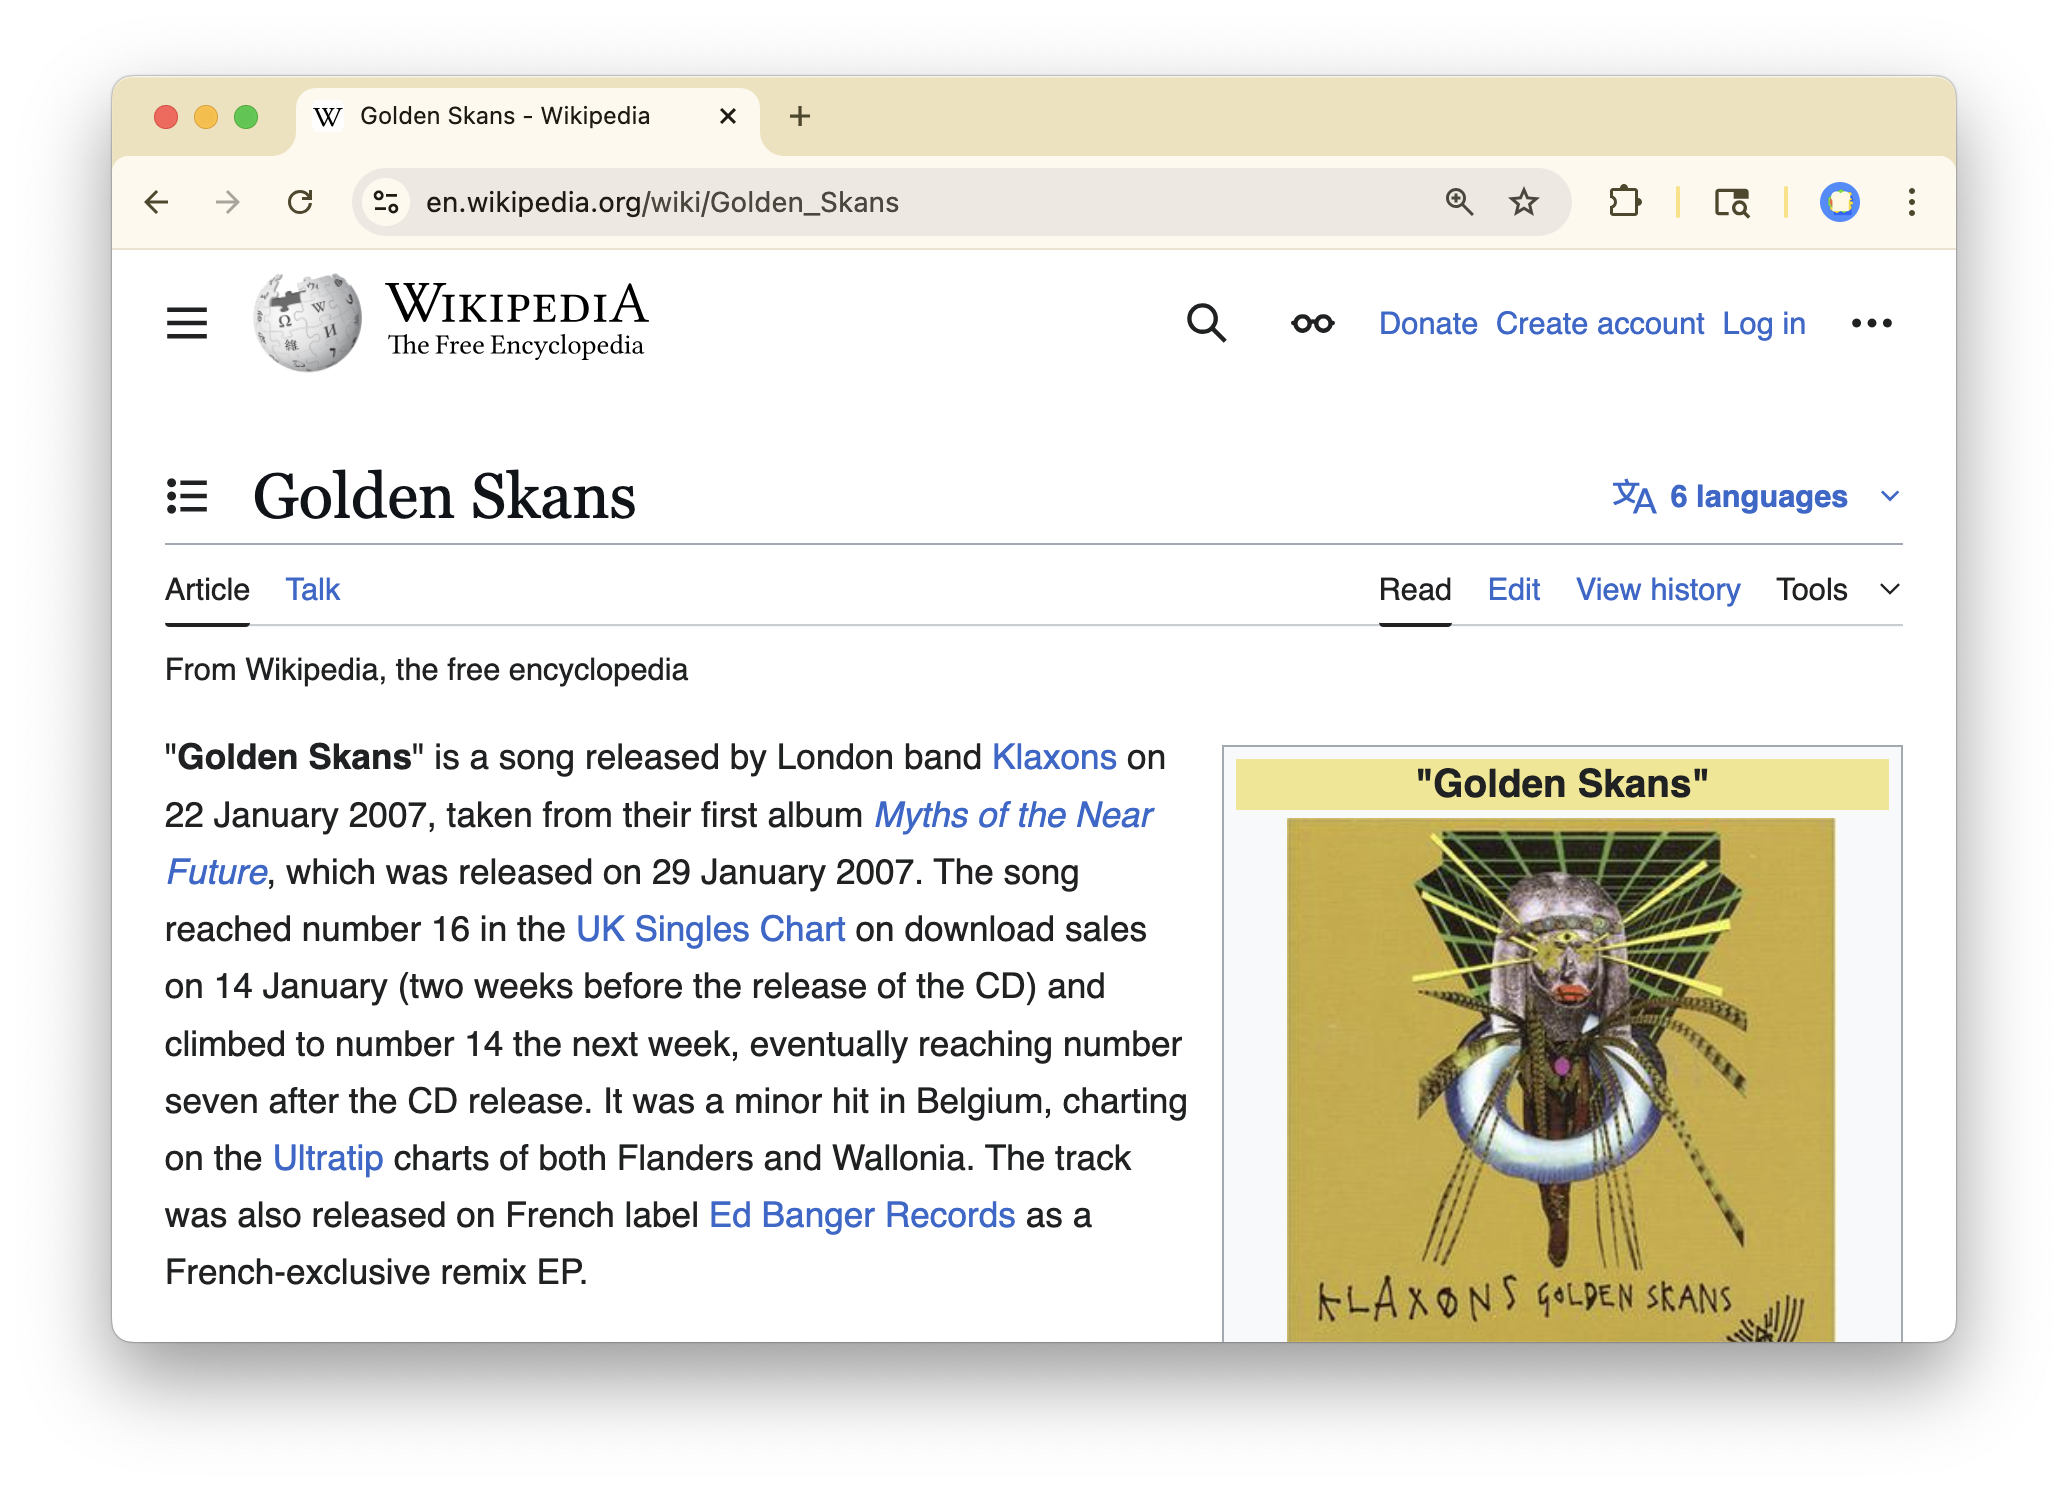 Golden Skans - Wikipedia
en.wikipedia.org/wiki/Golden_Skans
WIKIPEDIA
The Free Encyclopedia
Donate Create account Log in
Golden Skans
6 languages
Article Talk Read Edit View history Tools
From Wikipedia, the free encyclopedia
"Golden Skans" is a song released by London band Klaxons on
22 January 2007, taken from their first album Myths of the Near
Future, which was released on 29 January 2007. The song
reached number 16 in the UK Singles Chart on download sales
on 14 January (two weeks before the release of the CD) and
climbed to number 14 the next week, eventually reaching number
seven after the CD release. It was a minor hit in Belgium, charting
on the Ultratip charts of both Flanders and Wallonia. The track
was also released on French label Ed Banger Records as a
French-exclusive remix EP.
"Golden Skans"
KLAXONS GOLDEN SKANS